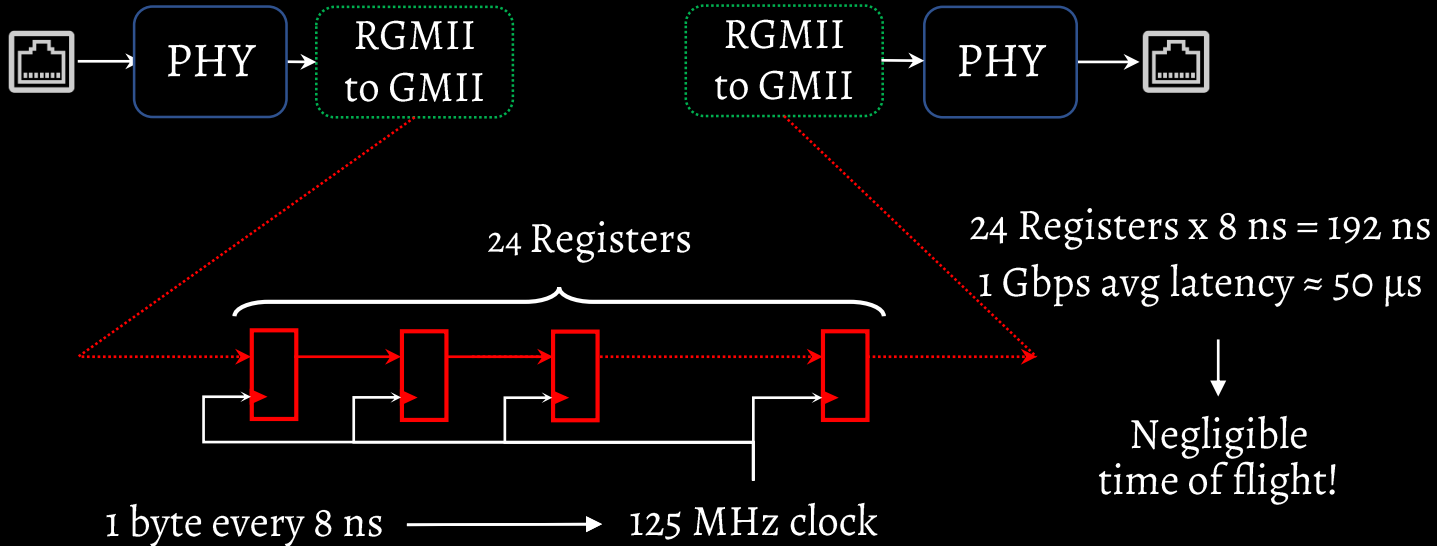 PHY
RGMII
to GMII
RGMII
to GMII
PHY
24 Registers
24 Registers x 8 ns = 192 ns
1 Gbps avg latency ≈ 50 µs
Negligible
time of flight!
1 byte every 8 ns
125 MHz clock